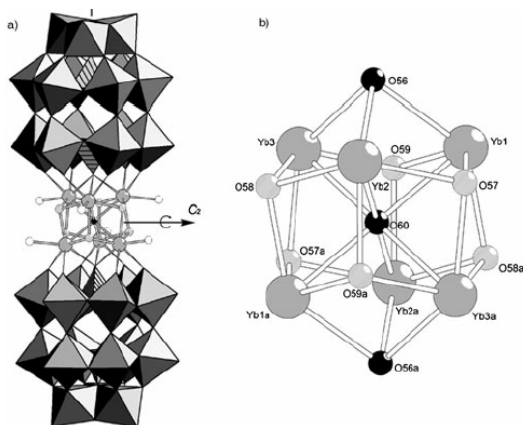 a)
C₂
b)
O56
Yb3
O59
Yb1
O58
Yb2
O57
O60
O57a
O58a
O59a
Yb1a
Yb2a
Yb3a
O56a